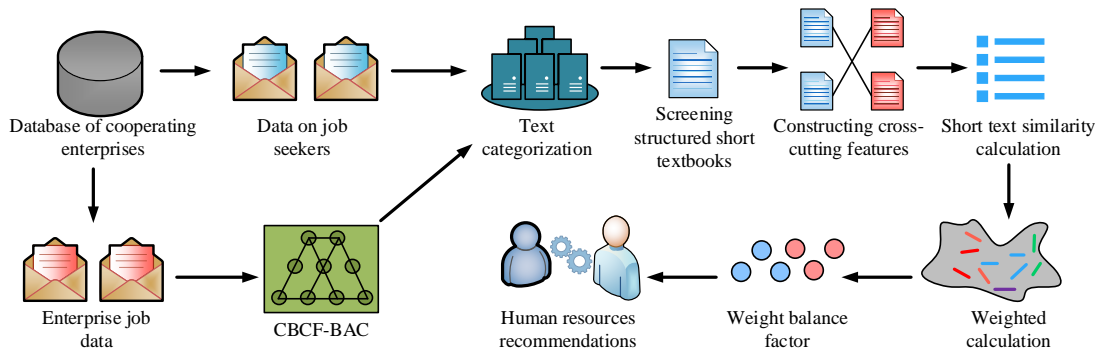 Database of cooperating
enterprises
Data on job
seekers
Text
categorization
Screening
structured short
textbooks
Constructing cross-
cutting features
Short text similarity
calculation
Enterprise job
data
CBCF-BAC
Human resources
recommendations
Weight balance
factor
Weighted
calculation